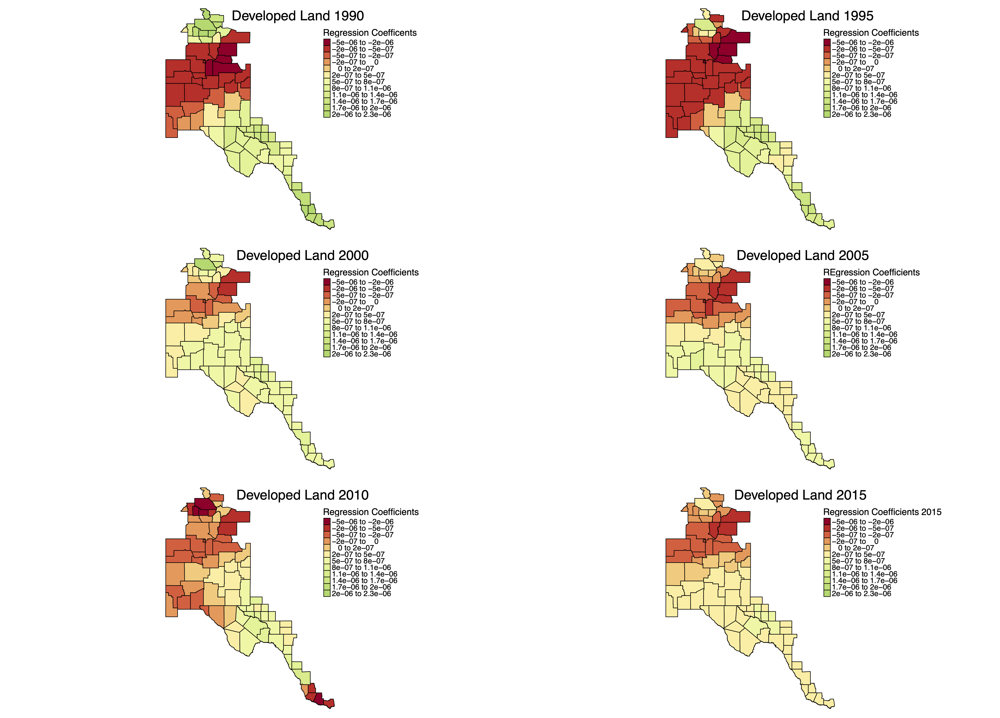 Developed Land 1990
Regression Coefficents
−5e−06 to −2e−06
−2e−06 to −5e−07
−5e−07 to −2e−07
−2e−07 to 0
0 to 2e−07
2e−07 to 5e−07
5e−07 to 8e−07
8e−07 to 1.1e−06
1.1e−06 to 1.4e−06
1.4e−06 to 1.7e−06
1.7e−06 to 2e−06
2e−06 to 2.3e−06
Developed Land 1995
Regression Coefficients
−5e−06 to −2e−06
−2e−06 to −5e−07
−5e−07 to −2e−07
−2e−07 to 0
0 to 2e−07
2e−07 to 5e−07
5e−07 to 8e−07
8e−07 to 1.1e−06
1.1e−06 to 1.4e−06
1.4e−06 to 1.7e−06
1.7e−06 to 2e−06
2e−06 to 2.3e−06
Developed Land 2000
Regression Coefficients
−5e−06 to −2e−06
−2e−06 to −5e−07
−5e−07 to −2e−07
−2e−07 to 0
0 to 2e−07
2e−07 to 5e−07
5e−07 to 8e−07
8e−07 to 1.1e−06
1.1e−06 to 1.4e−06
1.4e−06 to 1.7e−06
1.7e−06 to 2e−06
2e−06 to 2.3e−06
Developed Land 2005
REgression Coefficients
−5e−06 to −2e−06
−2e−06 to −5e−07
−5e−07 to −2e−07
−2e−07 to 0
0 to 2e−07
2e−07 to 5e−07
5e−07 to 8e−07
8e−07 to 1.1e−06
1.1e−06 to 1.4e−06
1.4e−06 to 1.7e−06
1.7e−06 to 2e−06
2e−06 to 2.3e−06
Developed Land 2010
Regression Coefficients
−5e−06 to −2e−06
−2e−06 to −5e−07
−5e−07 to −2e−07
−2e−07 to 0
0 to 2e−07
2e−07 to 5e−07
5e−07 to 8e−07
8e−07 to 1.1e−06
1.1e−06 to 1.4e−06
1.4e−06 to 1.7e−06
1.7e−06 to 2e−06
2e−06 to 2.3e−06
Developed Land 2015
Regression Coefficients 2015
−5e−06 to −2e−06
−2e−06 to −5e−07
−5e−07 to −2e−07
−2e−07 to 0
0 to 2e−07
2e−07 to 5e−07
5e−07 to 8e−07
8e−07 to 1.1e−06
1.1e−06 to 1.4e−06
1.4e−06 to 1.7e−06
1.7e−06 to 2e−06
2e−06 to 2.3e−06